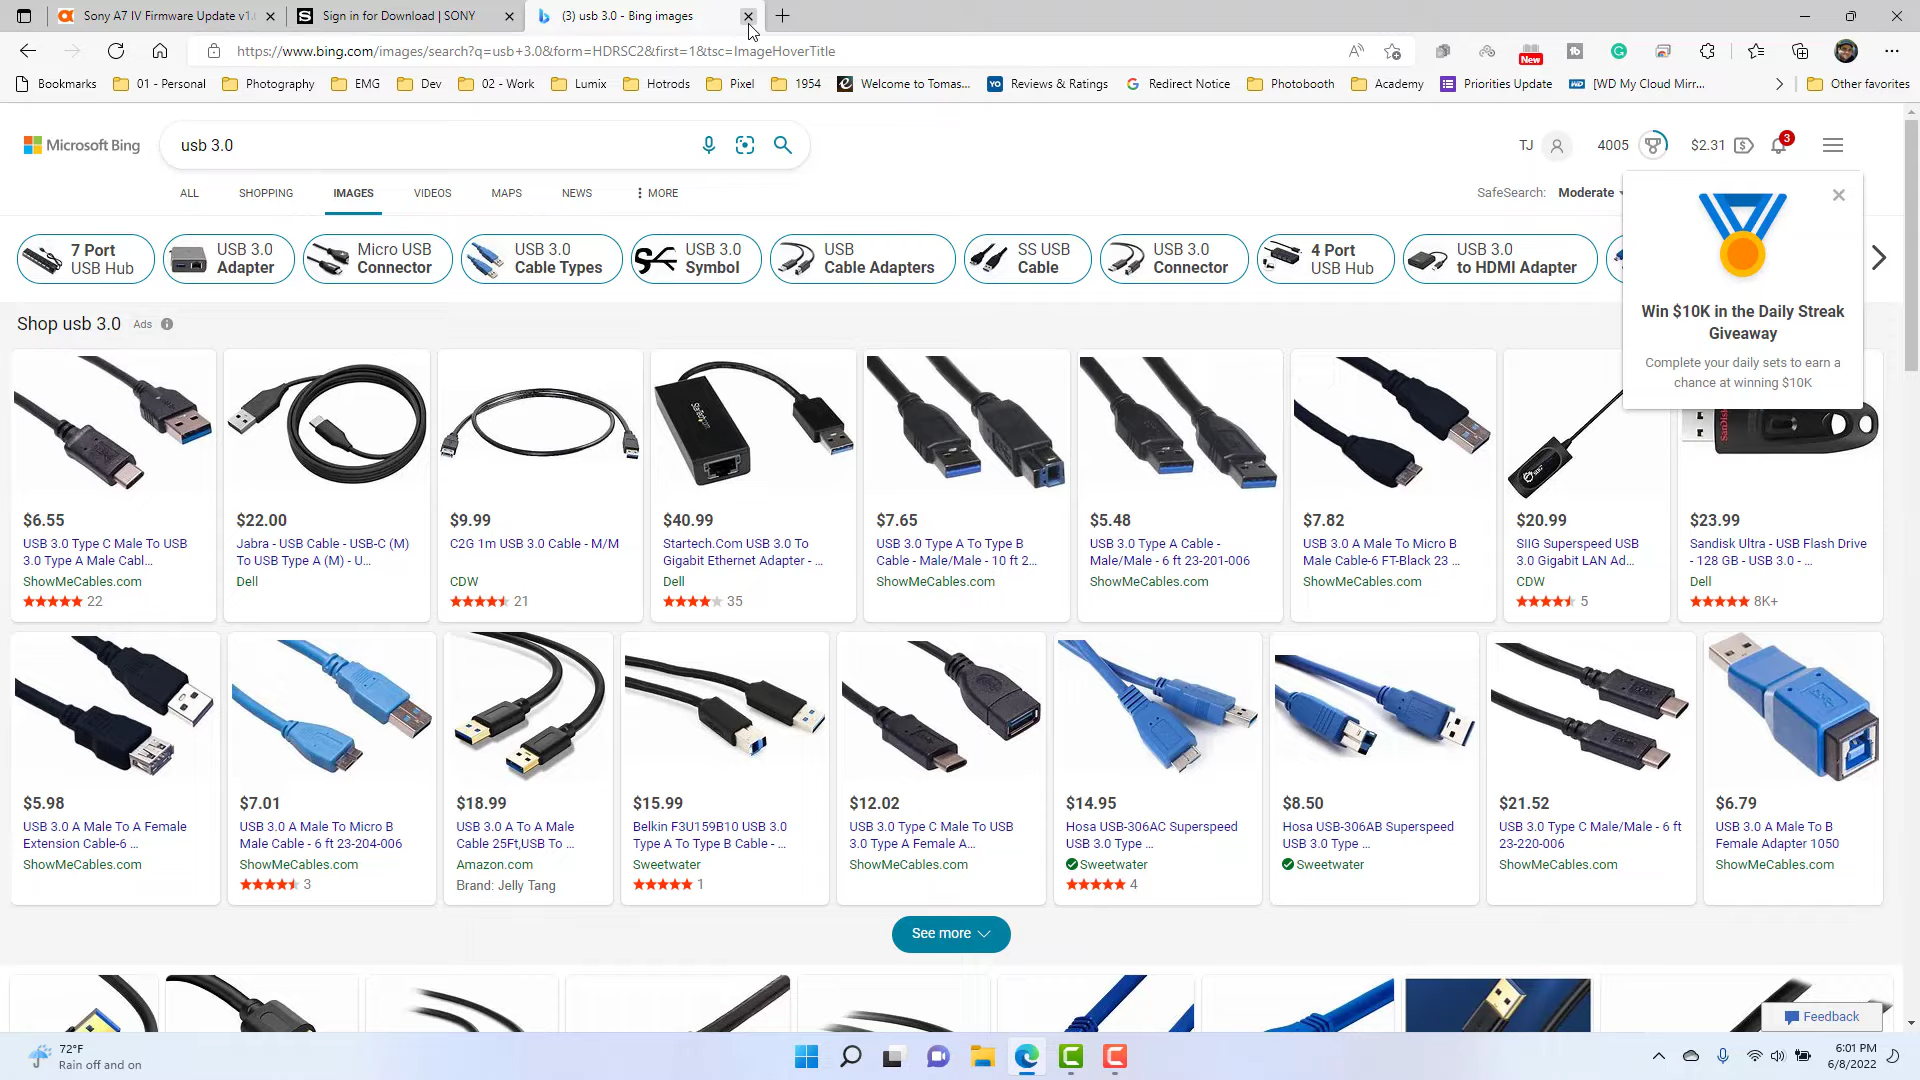 Sony A7 IV Firmware Update v1.
Sign in for Download | SONY
(3) usb 3.0 - Bing images
https://www.bing.com/images/search?q=usb+3.0&form=HDRSC2&first=1&tsc=ImageHoverTitle
New
Bookmarks
01 - Personal
Photography
EMG
Dev
02 - Work
Lumix
Hotrods
Pixel
1954
Welcome to Tomas...
YO Reviews & Ratings
Redirect Notice
Photobooth
Academy
Priorities Update
WD [WD My Cloud Mirr...
Other favorites
Microsoft Bing
usb 3.0
TJ
4005
$2.31
3
ALL
SHOPPING
IMAGES
VIDEOS
MAPS
NEWS
MORE
SafeSearch: Moderate
7 Port
USB Hub
USB 3.0
Adapter
Micro USB
Connector
USB 3.0
Cable Types
USB 3.0
Symbol
USB
Cable Adapters
SS USB
Cable
USB 3.0
Connector
4 Port
USB Hub
USB 3.0
to HDMI Adapter
Win $10K in the Daily Streak
Giveaway
Complete your daily sets to earn a
chance at winning $10K
Shop usb 3.0 Ads
StarTech.com
SanDisk
$6.55
USB 3.0 Type C Male To USB
3.0 Type A Male Cabl...
ShowMeCables.com
22
$22.00
Jabra - USB Cable - USB-C (M)
To USB Type A (M) - U...
Dell
$9.99
C2G 1m USB 3.0 Cable - M/M
CDW
21
$40.99
Startech.Com USB 3.0 To
Gigabit Ethernet Adapter - ...
Dell
35
$7.65
USB 3.0 Type A To Type B
Cable - Male/Male - 10 ft 2...
ShowMeCables.com
$5.48
USB 3.0 Type A Cable -
Male/Male - 6 ft 23-201-006
ShowMeCables.com
$7.82
USB 3.0 A Male To Micro B
Male Cable-6 FT-Black 23 ...
ShowMeCables.com
$20.99
SIIG Superspeed USB
3.0 Gigabit LAN Ad...
CDW
5
$23.99
Sandisk Ultra - USB Flash Drive
- 128 GB - USB 3.0 - ...
Dell
8K+
$5.98
USB 3.0 A Male To A Female
Extension Cable-6 ...
ShowMeCables.com
$7.01
USB 3.0 A Male To Micro B
Male Cable - 6 ft 23-204-006
ShowMeCables.com
3
$18.99
USB 3.0 A To A Male
Cable 25Ft,USB To ...
Amazon.com
Brand: Jelly Tang
$15.99
Belkin F3U159B10 USB 3.0
Type A To Type B Cable - ...
Sweetwater
1
$12.02
USB 3.0 Type C Male To USB
3.0 Type A Female A...
ShowMeCables.com
$14.95
Hosa USB-306AC Superspeed
USB 3.0 Type ...
Sweetwater
4
$8.50
Hosa USB-306AB Superspeed
USB 3.0 Type ...
Sweetwater
$21.52
USB 3.0 Type C Male/Male - 6 ft
23-220-006
ShowMeCables.com
$6.79
USB 3.0 A Male To B
Female Adapter 1050
ShowMeCables.com
See more
Feedback
72°F
Rain off and on
6:01 PM
6/8/2022